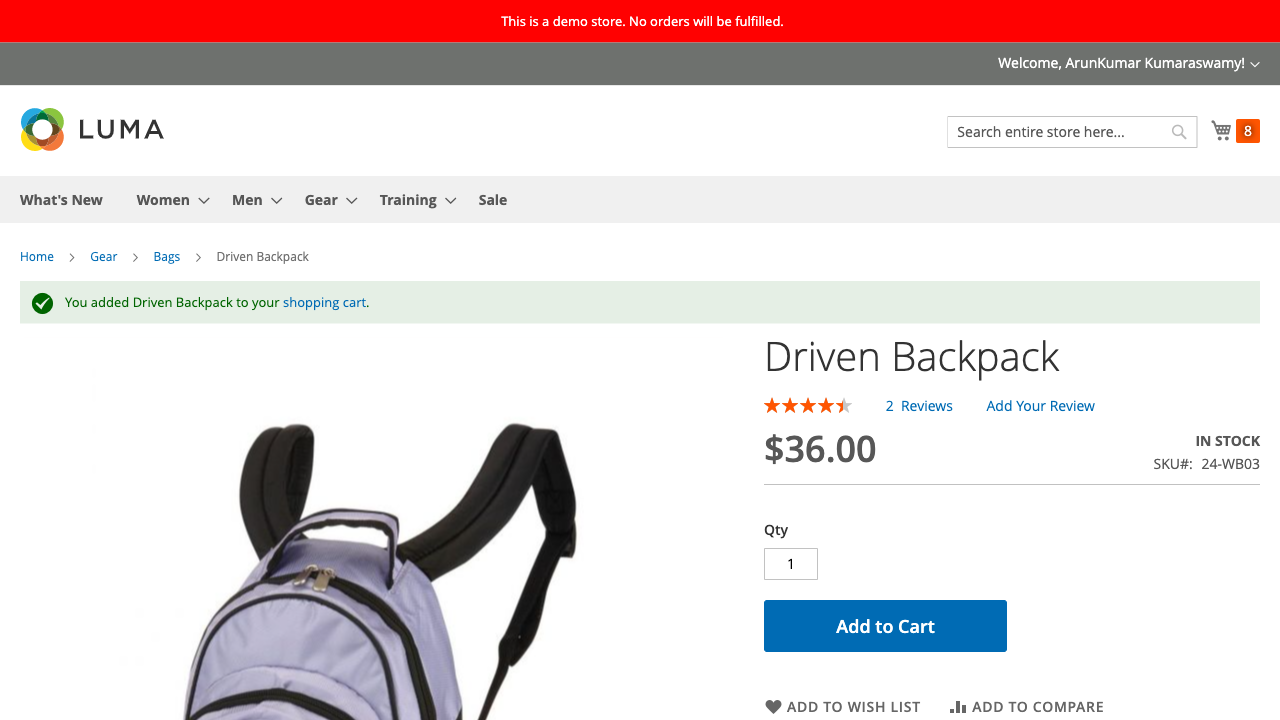 This is a demo store. No orders will be fulfilled.
Welcome, ArunKumar Kumaraswamy!
LUMA
Search entire store here...
8
What's New Women Men Gear Training Sale
Home Gear Bags Driven Backpack
You added Driven Backpack to your shopping cart.
Driven Backpack
2 Reviews Add Your Review
$36.00
IN STOCK
SKU#: 24-WB03
Qty
1
Add to Cart
ADD TO WISH LIST ADD TO COMPARE